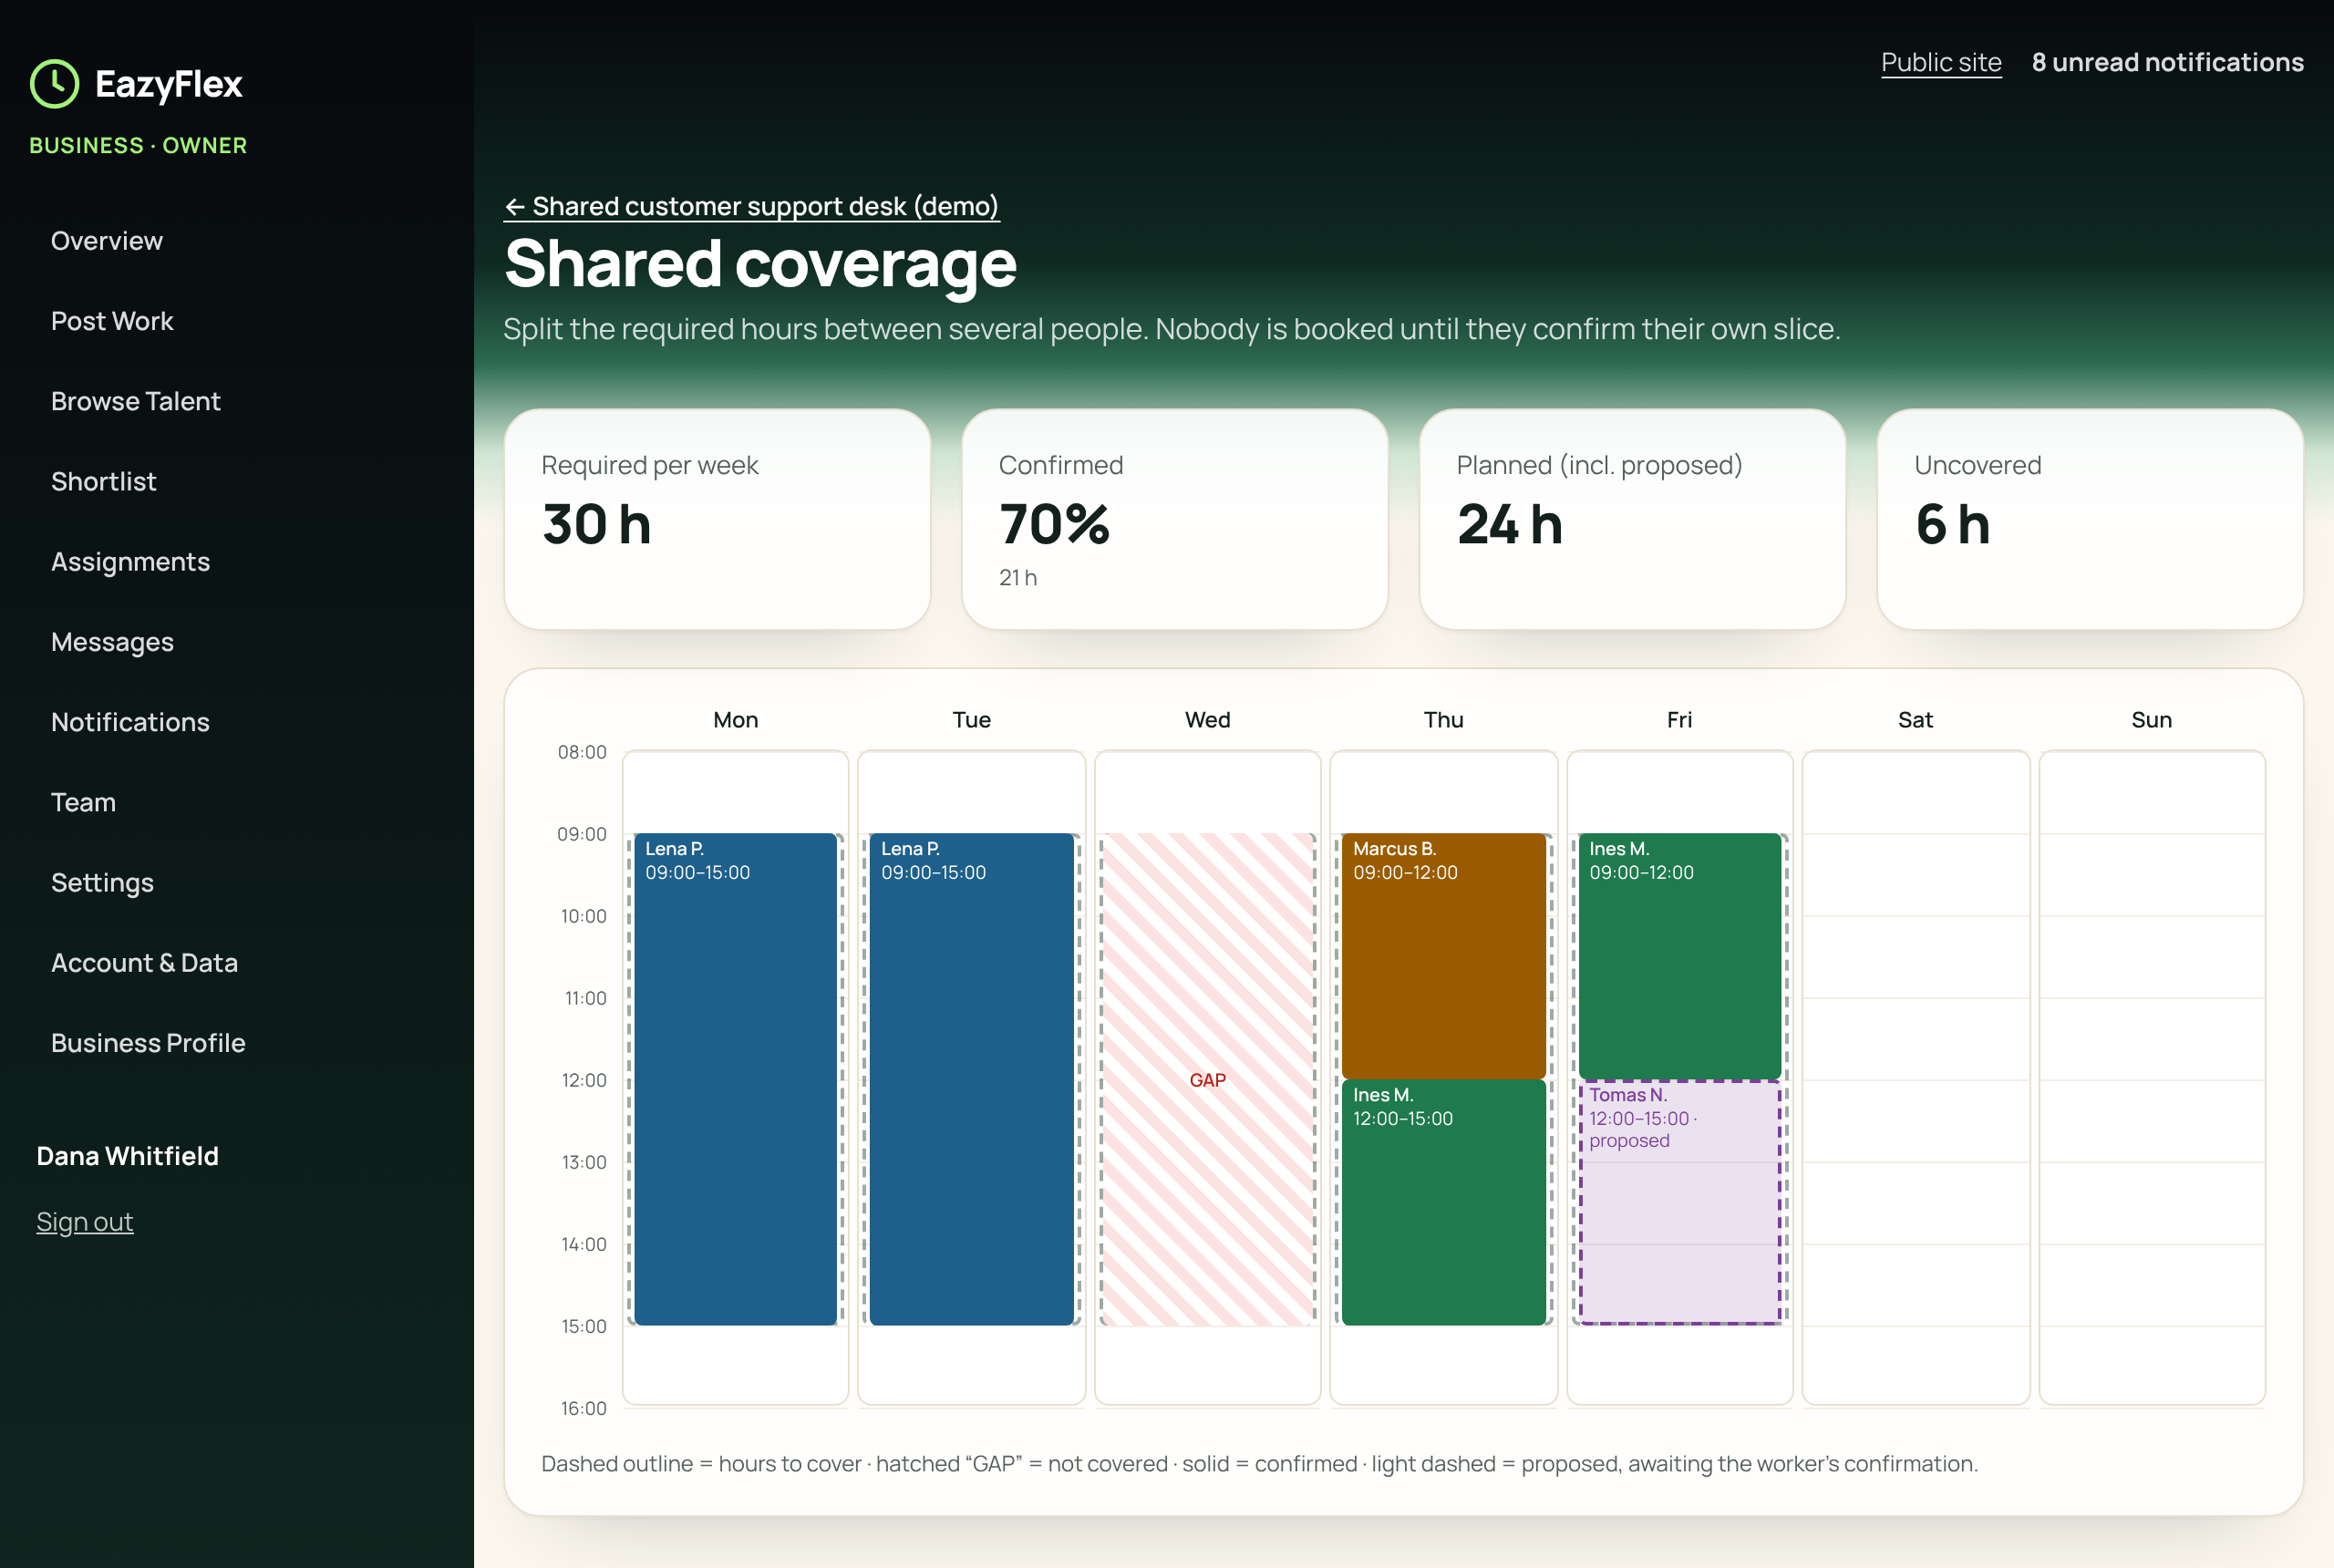 EazyFlex
BUSINESS · OWNER
Overview
Post Work
Browse Talent
Shortlist
Assignments
Messages
Notifications
Team
Settings
Account & Data
Business Profile
Dana Whitfield
Sign out
Public site
8 unread notifications
← Shared customer support desk (demo)
Shared coverage
Split the required hours between several people. Nobody is booked until they confirm their own slice.
Required per week
30 h
Confirmed
70%
21 h
Planned (incl. proposed)
24 h
Uncovered
6 h
Mon
Tue
Wed
Thu
Fri
Sat
Sun
08:00
09:00
10:00
11:00
12:00
13:00
14:00
15:00
16:00
Lena P.
09:00–15:00
Lena P.
09:00–15:00
GAP
Marcus B.
09:00–12:00
Ines M.
12:00–15:00
Ines M.
09:00–12:00
Tomas N.
12:00–15:00 ·
proposed
Dashed outline = hours to cover · hatched “GAP” = not covered · solid = confirmed · light dashed = proposed, awaiting the worker’s confirmation.